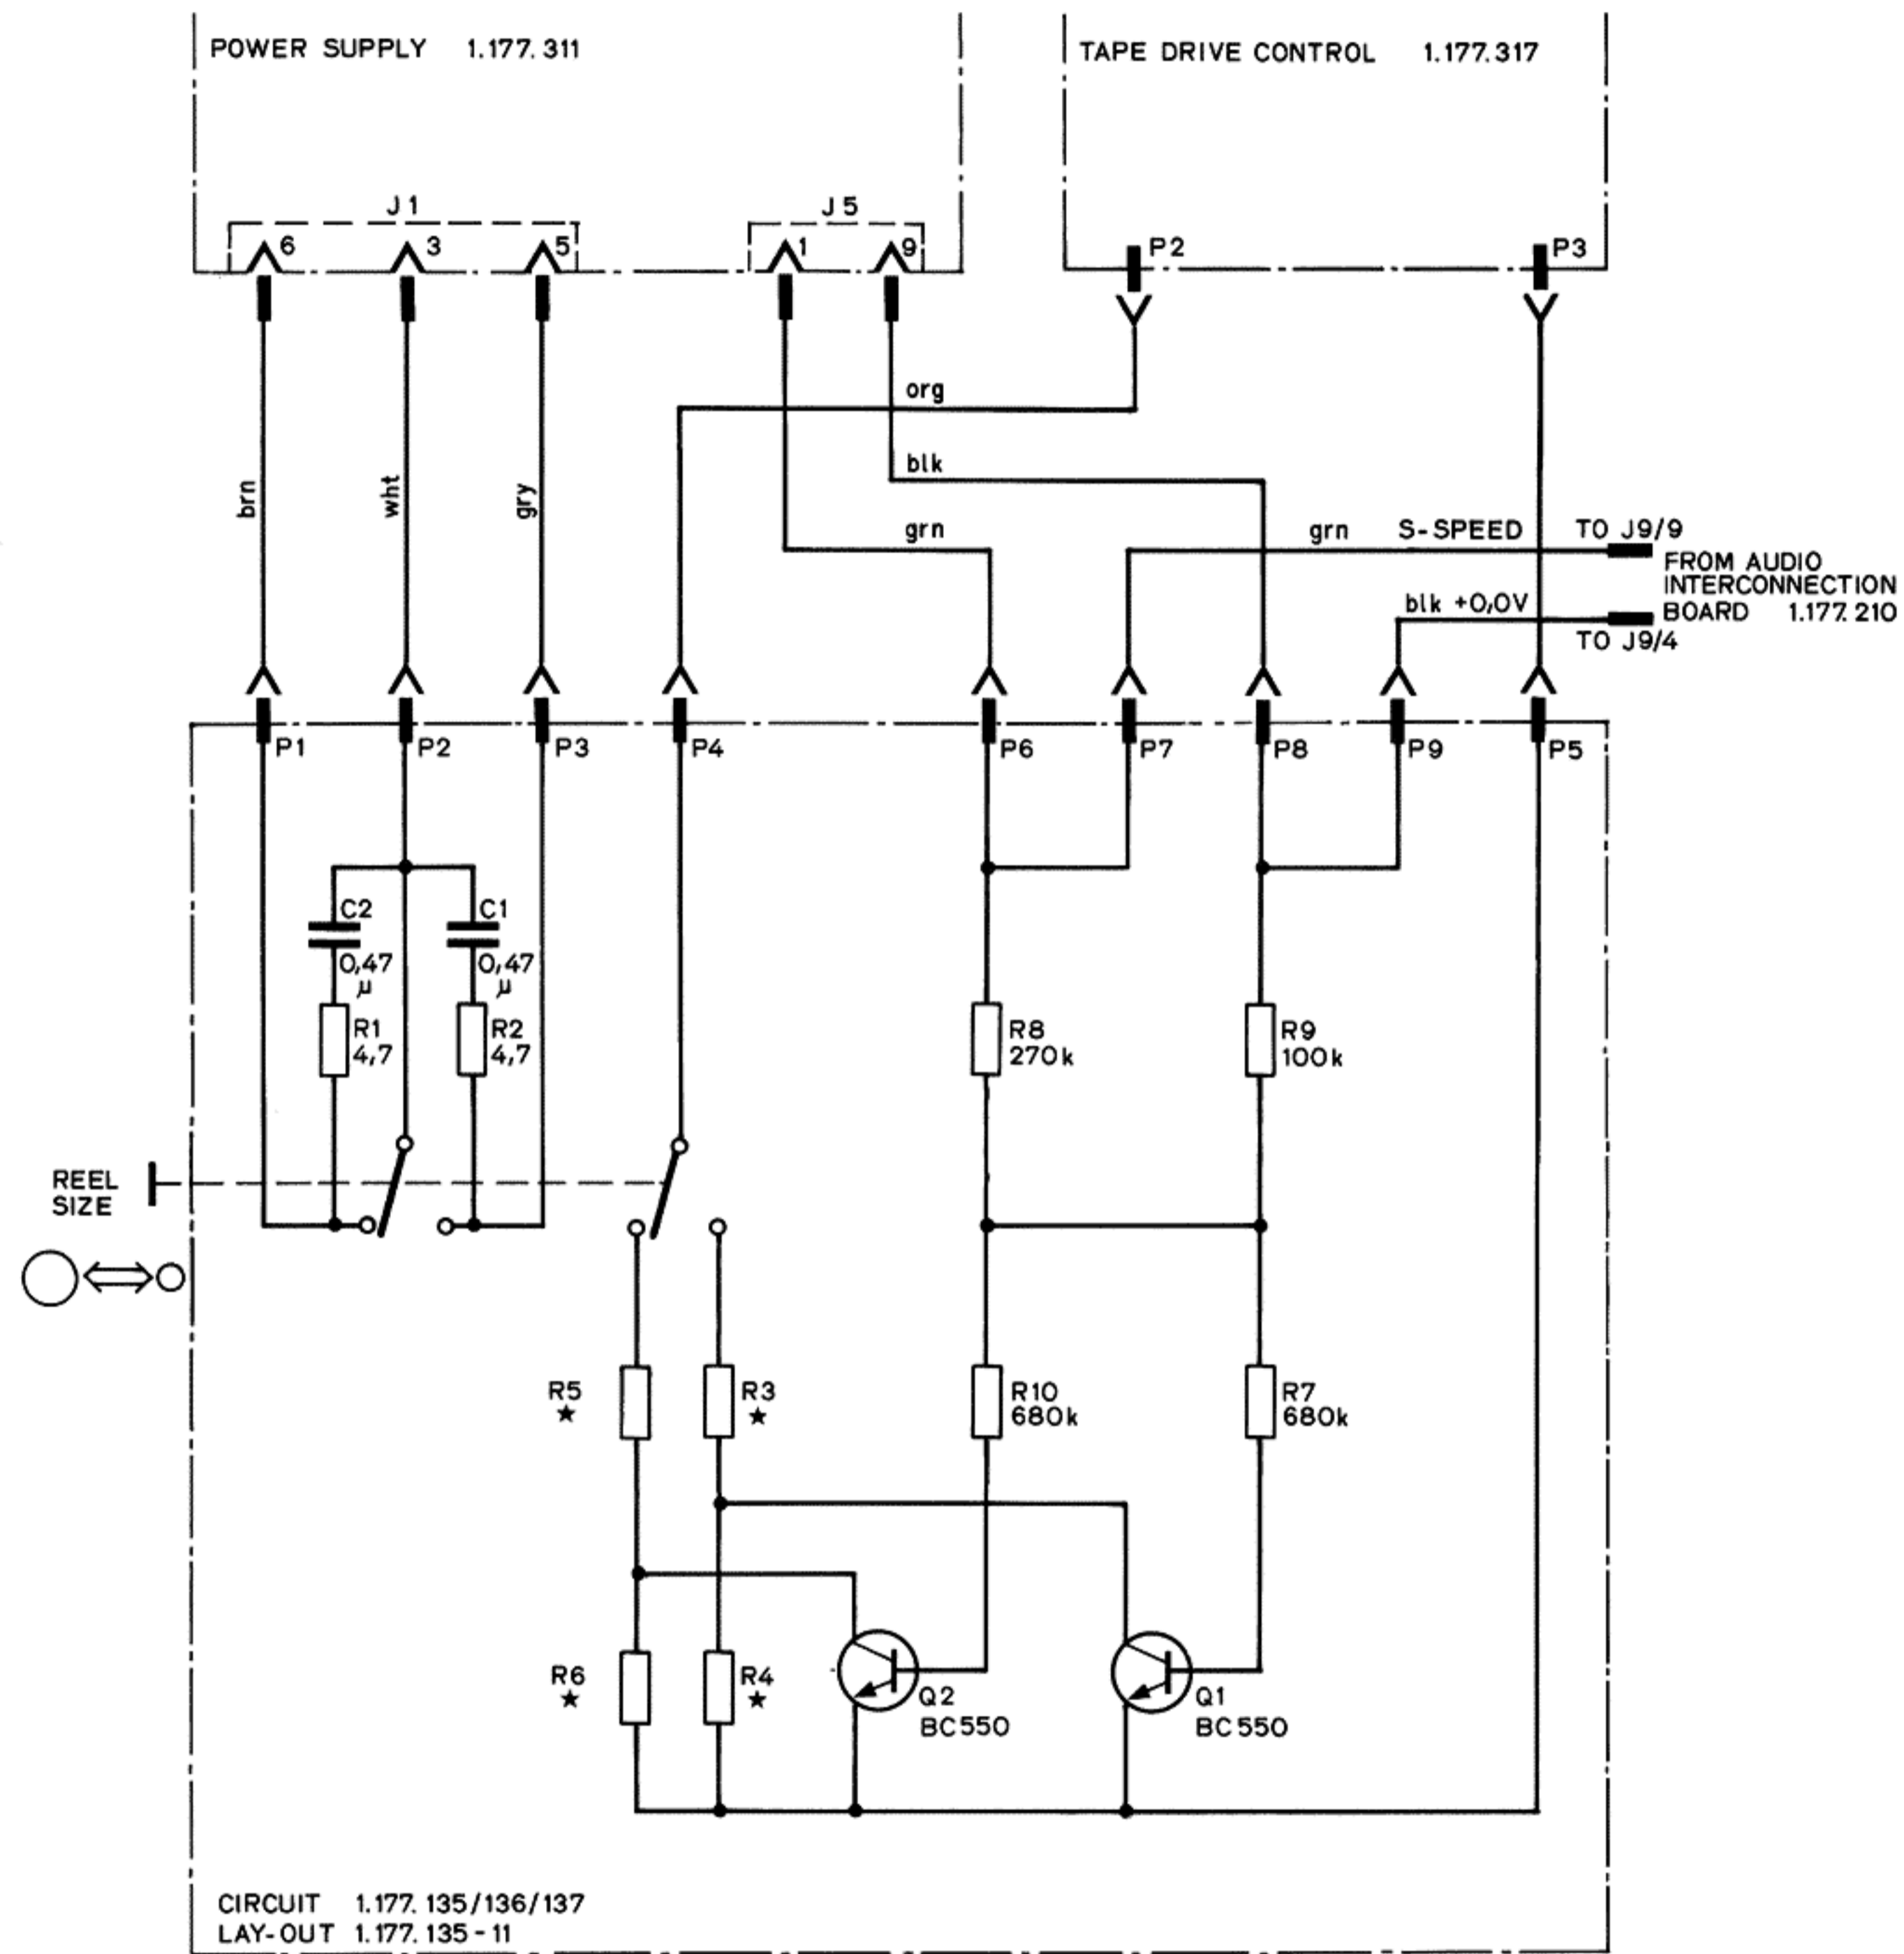 POWER SUPPLY 1.177.311
TAPE DRIVE CONTROL 1.177.317
J1
J5
6
3
5
1
9
P2
P3
org
blk
brn
wht
gry
grn
grn
S-SPEED
TO J9/9
FROM AUDIO
INTERCONNECTION
BOARD 1.177.210
blk +0,0V
TO J9/4
P1
P2
P3
P4
P6
P7
P8
P9
P5
C2
0,47
µ
C1
0,47
µ
R1
4,7
R2
4,7
R8
270k
R9
100k
REEL
SIZE
R5
★
R3
★
R10
680k
R7
680k
R6
★
R4
★
Q2
BC550
Q1
BC550
CIRCUIT 1.177.135/136/137
LAY-OUT 1.177.135-11